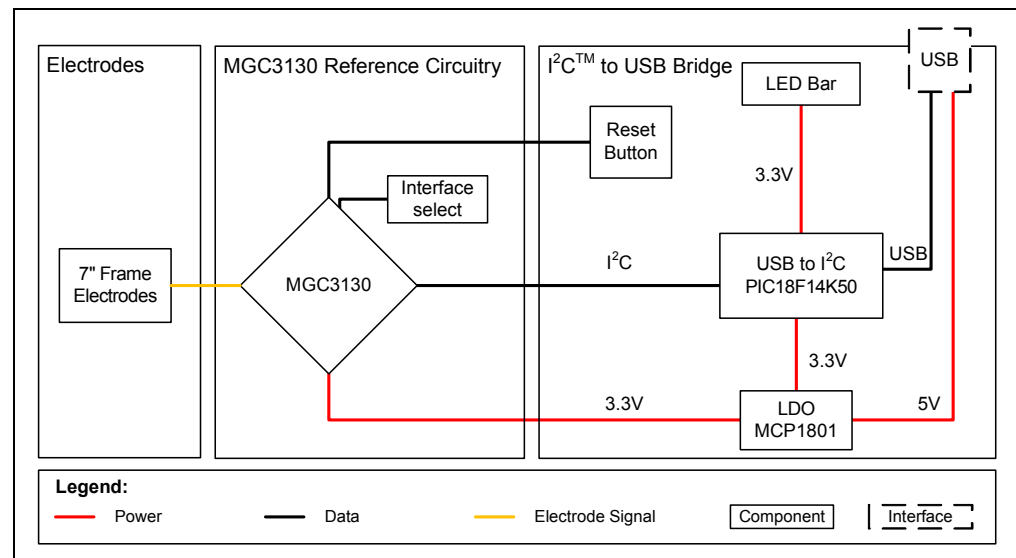 Electrodes
MGC3130 Reference Circuitry
I²C™ to USB Bridge
USB
LED Bar
Reset
Button
3.3V
Interface
select
7" Frame
Electrodes
MGC3130
I²C
USB to I²C
PIC18F14K50
USB
3.3V
3.3V
LDO
MCP1801
5V
Legend:
Power
Data
Electrode Signal
Component
Interface